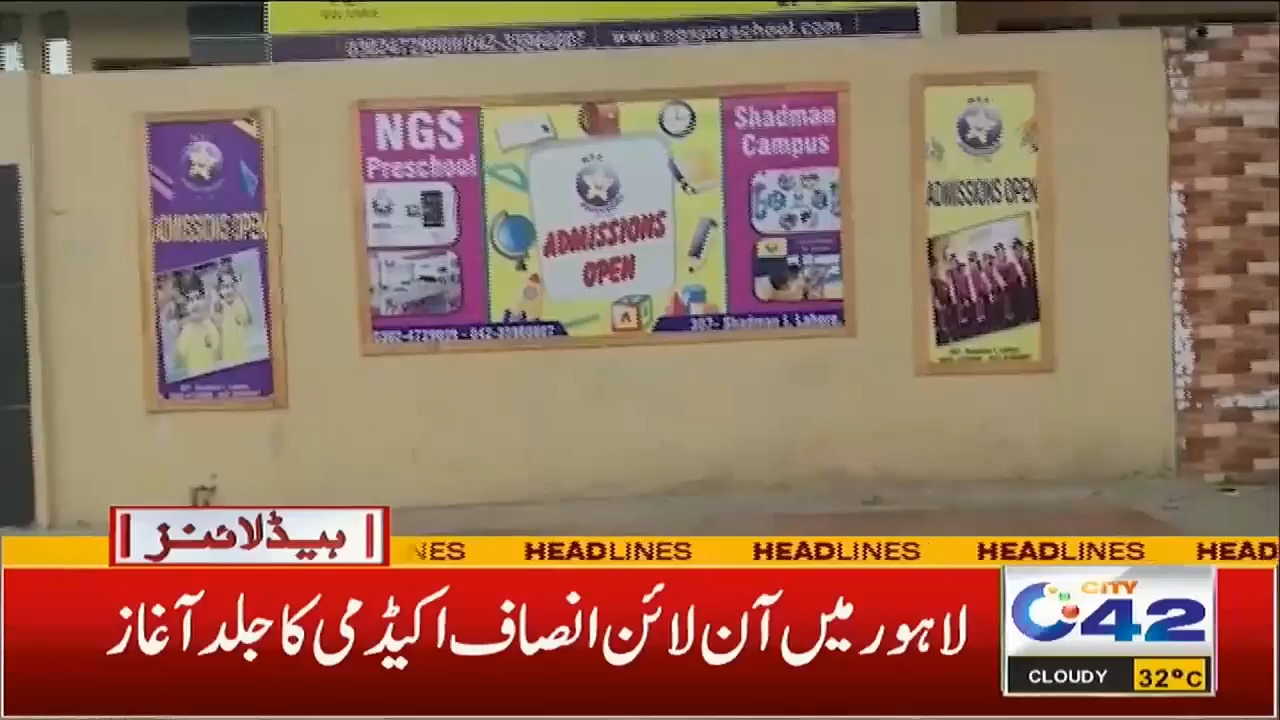 www.ngspreschool.com
NGS
Preschool
ADMISSIONS
OPEN
Shadman
Campus
ADMISSIONS OPEN
ADMISSIONS OPEN
ہیڈلائنز
HEADLINES
HEADLINES
HEADLINES
لاہور میں آن لائن انصاف اکیڈمی کا جلد آغاز
CITY
42
CLOUDY
32°C